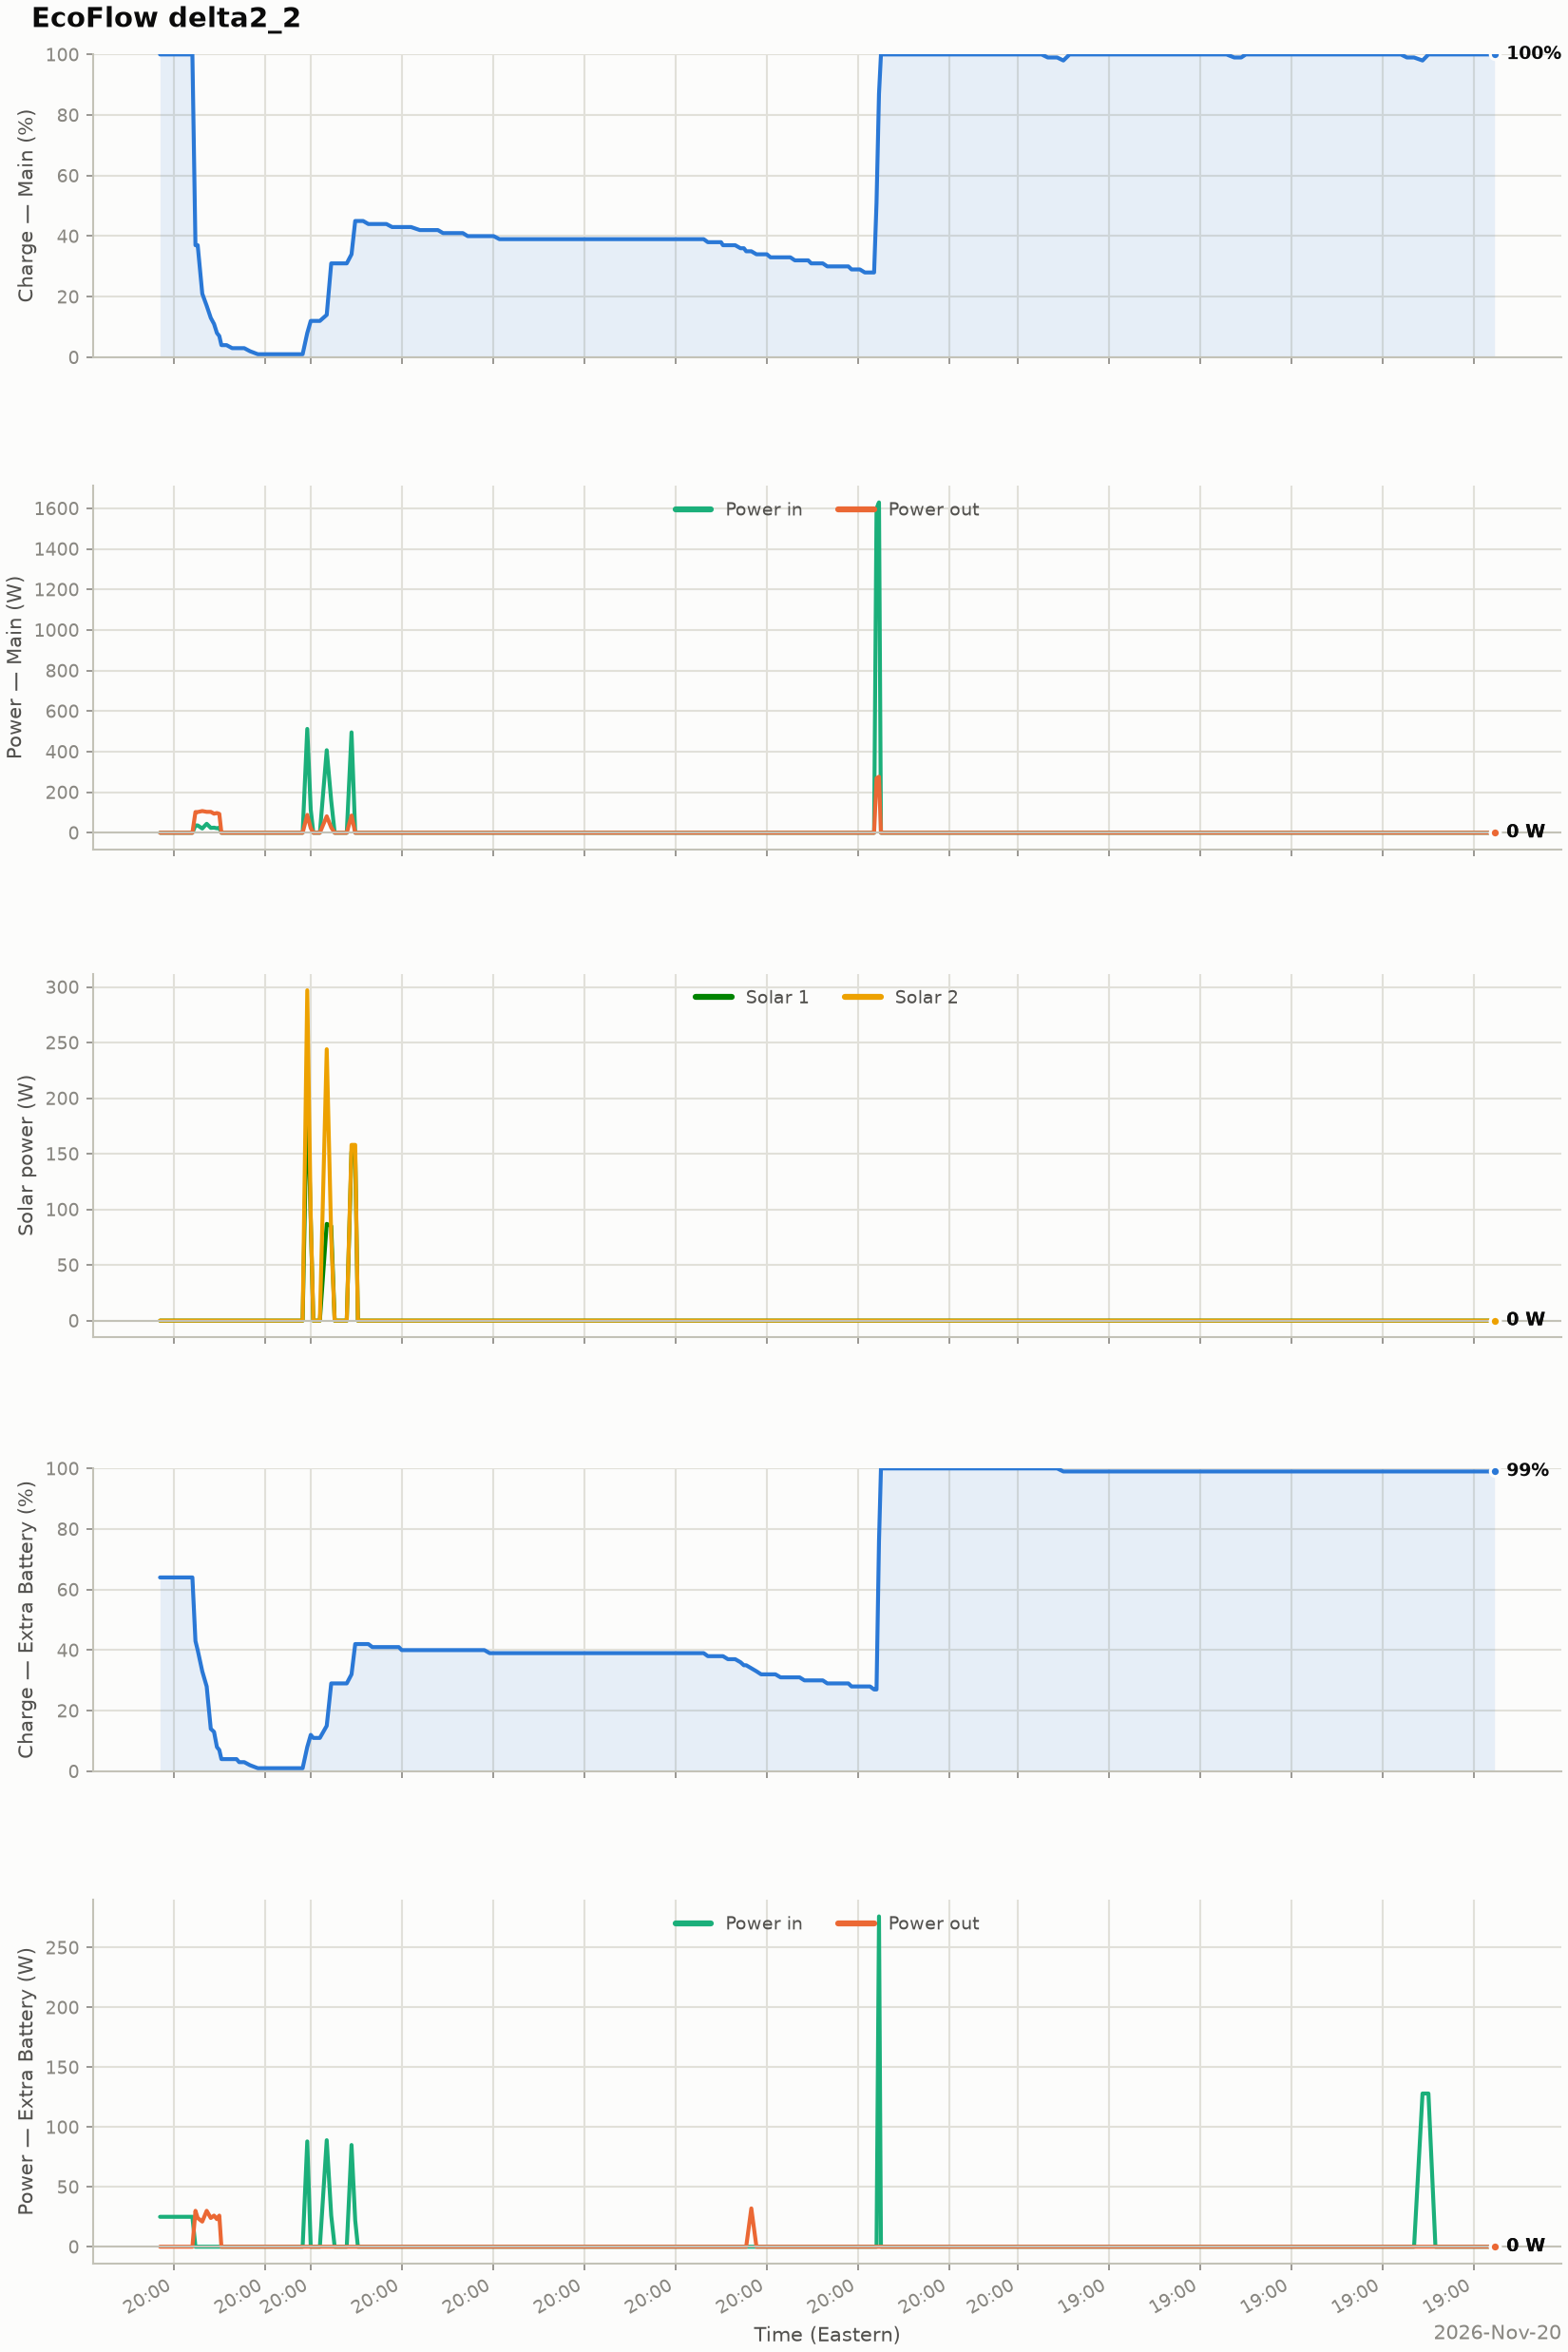 EcoFlow delta2_2
100
80
60
40
20
0
Charge — Main (%)
100%
1600
1400
1200
1000
800
600
400
200
0
Power — Main (W)
Power in
Power out
0 W
300
250
200
150
100
50
0
Solar power (W)
Solar 1
Solar 2
0 W
100
80
60
40
20
0
Charge — Extra Battery (%)
99%
250
200
150
100
50
0
Power — Extra Battery (W)
Power in
Power out
0 W
20:00 20:00 20:00 20:00 20:00 20:00 20:00 20:00 20:00 20:00 20:00 19:00 19:00 19:00 19:00 19:00
Time (Eastern)
2026-Nov-20